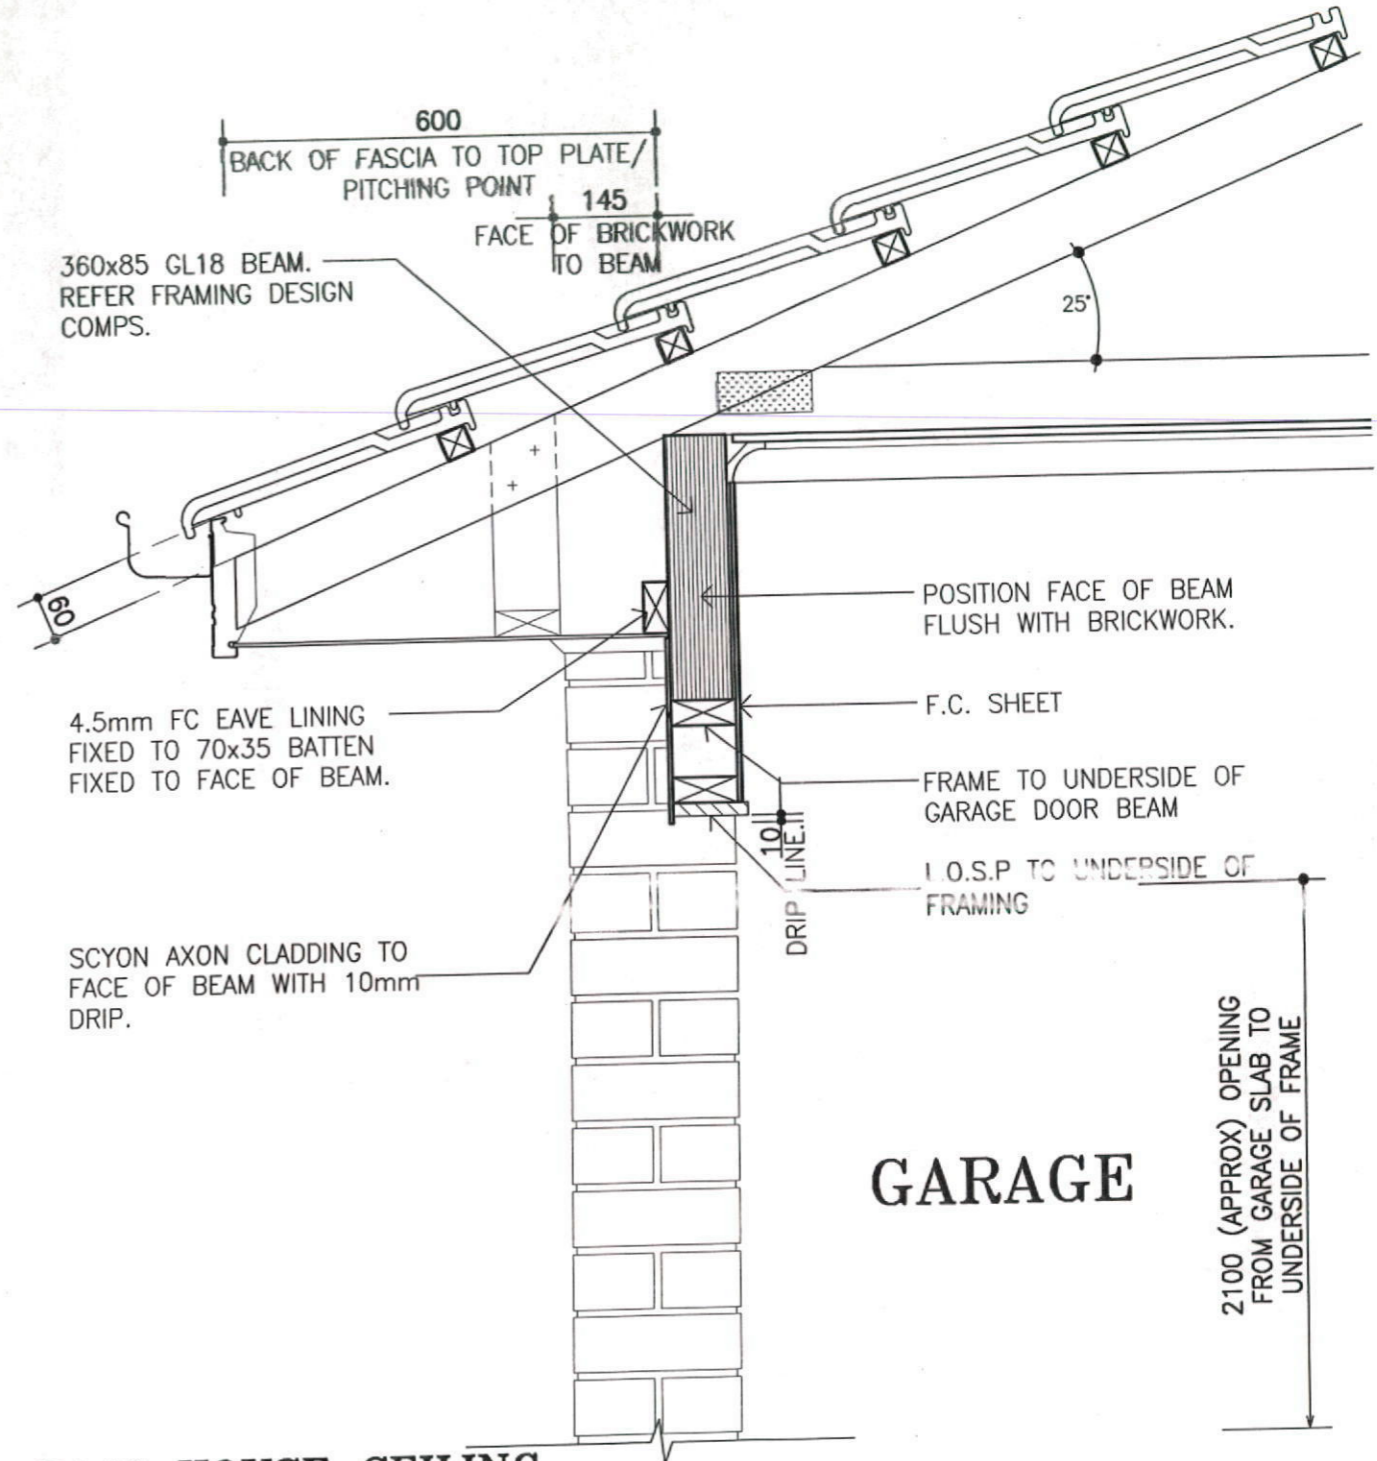 600
BACK OF FASCIA TO TOP PLATE/
PITCHING POINT
145
FACE OF BRICKWORK
TO BEAM
360x85 GL18 BEAM.
REFER FRAMING DESIGN
COMPS.
25°
60
POSITION FACE OF BEAM
FLUSH WITH BRICKWORK.
4.5mm FC EAVE LINING
FIXED TO 70x35 BATTEN
FIXED TO FACE OF BEAM.
F.C. SHEET
FRAME TO UNDERSIDE OF
GARAGE DOOR BEAM
10
DRIP LINE.
L.O.S.P TO UNDERSIDE OF
FRAMING
SCYON AXON CLADDING TO
FACE OF BEAM WITH 10mm
DRIP.
GARAGE
2100 (APPROX) OPENING
FROM GARAGE SLAB TO
UNDERSIDE OF FRAME
HOUSE CEILING